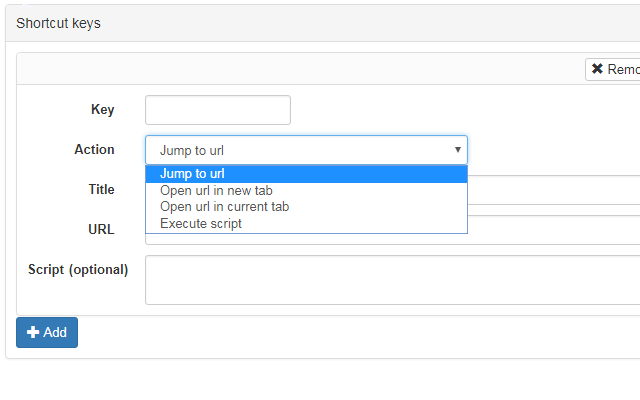 Shortcut keys
✖ Remo
Key
Action
Jump to url
Jump to url
Open url in new tab
Open url in current tab
Execute script
Title
URL
Script (optional)
+ Add